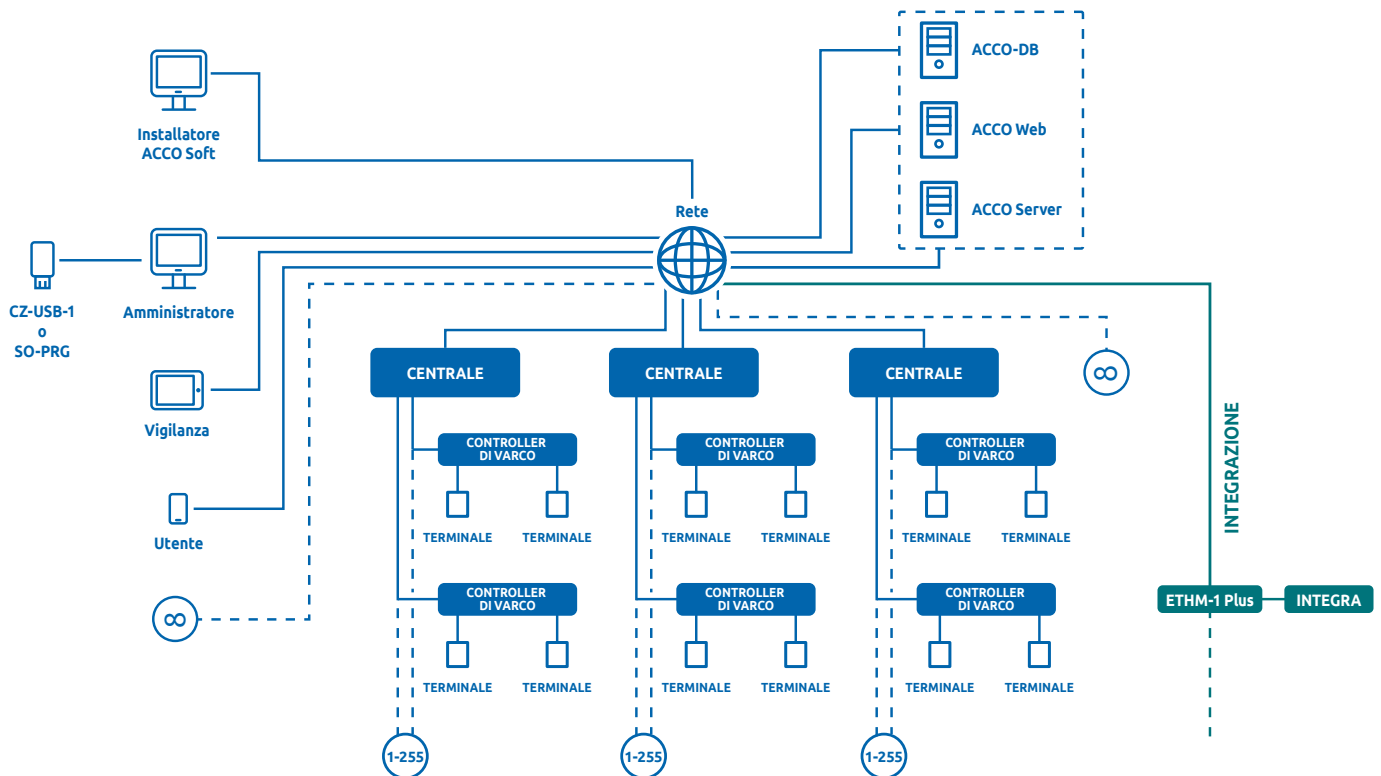 ACCO-DB
ACCO Web
ACCO Server
Installatore
ACCO Soft
Rete
CZ-USB-1
o
SO-PRG
Amministratore
Vigilanza
Utente
∞
∞
CENTRALE
CENTRALE
CENTRALE
CONTROLLER
DI VARCO
CONTROLLER
DI VARCO
CONTROLLER
DI VARCO
TERMINALE
TERMINALE
TERMINALE
TERMINALE
TERMINALE
TERMINALE
CONTROLLER
DI VARCO
CONTROLLER
DI VARCO
CONTROLLER
DI VARCO
TERMINALE
TERMINALE
TERMINALE
TERMINALE
TERMINALE
TERMINALE
1-255
1-255
1-255
INTEGRAZIONE
ETHM-1 Plus
INTEGRA